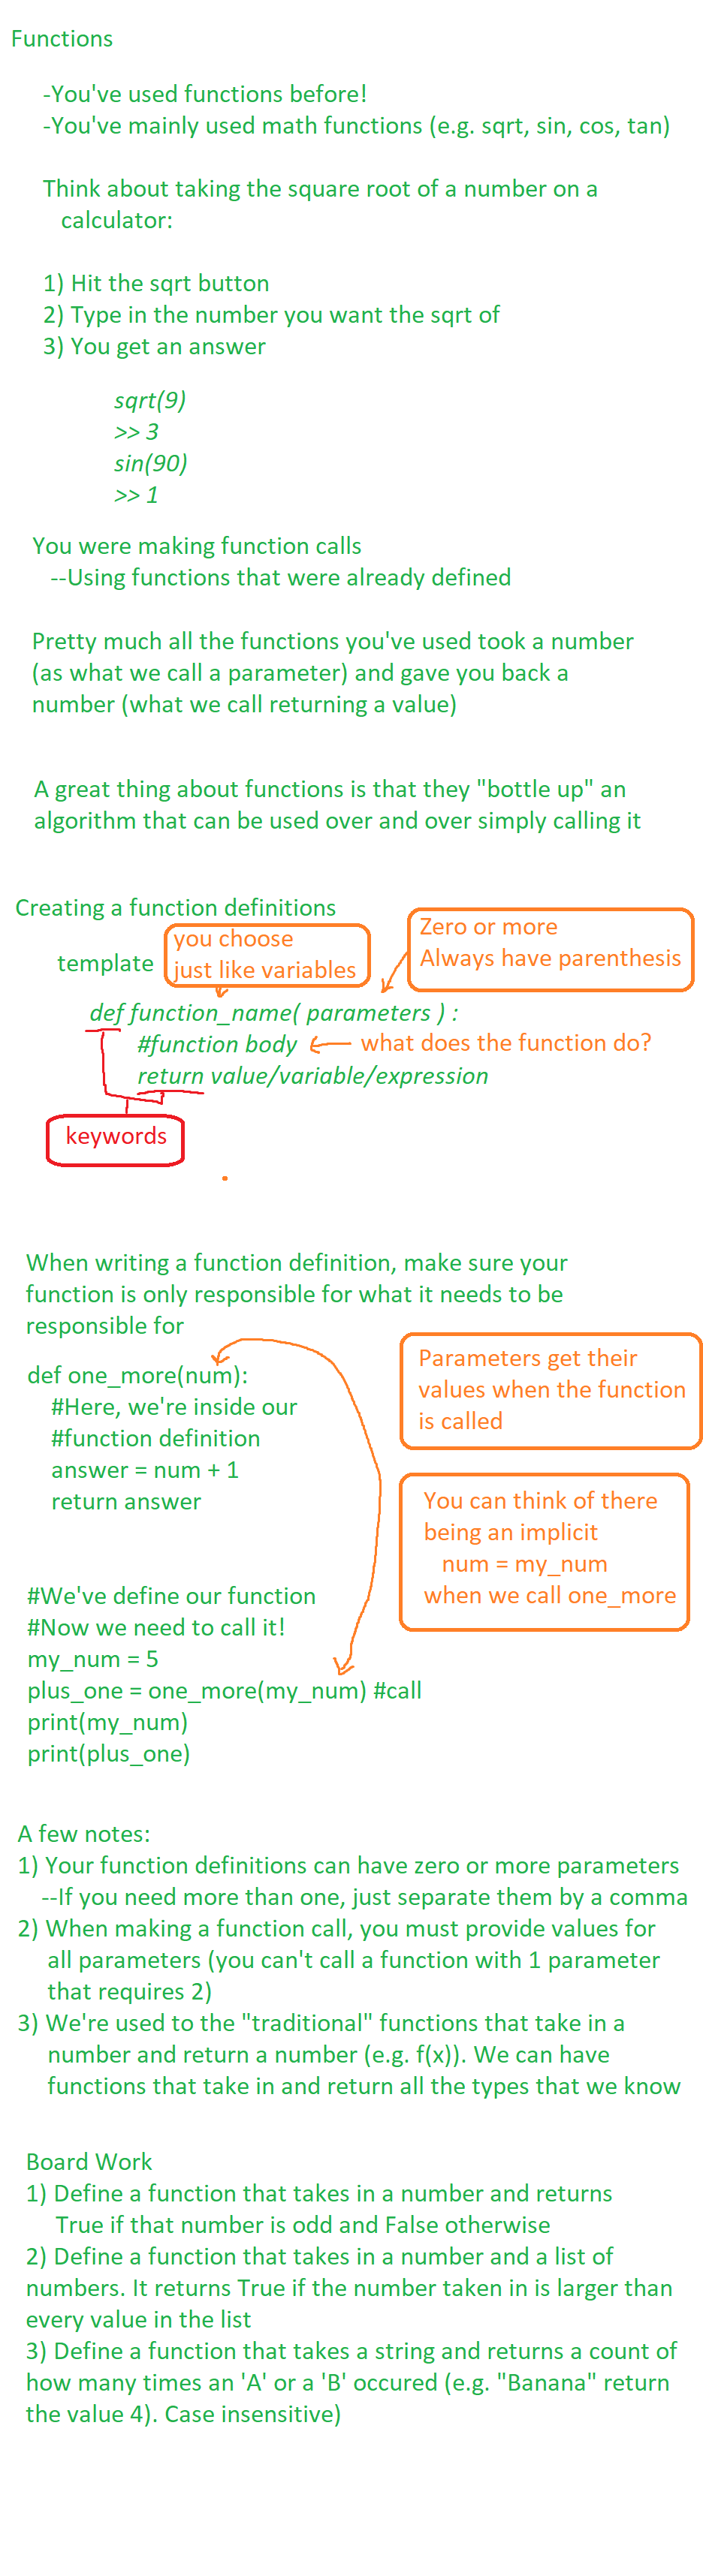 Functions
-You've used functions before!
-You've mainly used math functions (e.g. sqrt, sin, cos, tan)
Think about taking the square root of a number on a
calculator:
1) Hit the sqrt button
2) Type in the number you want the sqrt of
3) You get an answer
sqrt(9)
>> 3
sin(90)
>> 1
You were making function calls
--Using functions that were already defined
Pretty much all the functions you've used took a number
(as what we call a parameter) and gave you back a
number (what we call returning a value)
A great thing about functions is that they "bottle up" an
algorithm that can be used over and over simply calling it
Creating a function definitions
template
you choose
just like variables
Zero or more
Always have parenthesis
def function_name( parameters ) :
#function body
what does the function do?
return value/variable/expression
keywords
When writing a function definition, make sure your
function is only responsible for what it needs to be
responsible for
def one_more(num):
#Here, we're inside our
#function definition
answer = num + 1
return answer
Parameters get their
values when the function
is called
You can think of there
being an implicit
num = my_num
when we call one_more
#We've define our function
#Now we need to call it!
my_num = 5
plus_one = one_more(my_num) #call
print(my_num)
print(plus_one)
A few notes:
1) Your function definitions can have zero or more parameters
--If you need more than one, just separate them by a comma
2) When making a function call, you must provide values for
all parameters (you can't call a function with 1 parameter
that requires 2)
3) We're used to the "traditional" functions that take in a
number and return a number (e.g. f(x)). We can have
functions that take in and return all the types that we know
Board Work
1) Define a function that takes in a number and returns
True if that number is odd and False otherwise
2) Define a function that takes in a number and a list of
numbers. It returns True if the number taken in is larger than
every value in the list
3) Define a function that takes a string and returns a count of
how many times an 'A' or a 'B' occured (e.g. "Banana" return
the value 4). Case insensitive)